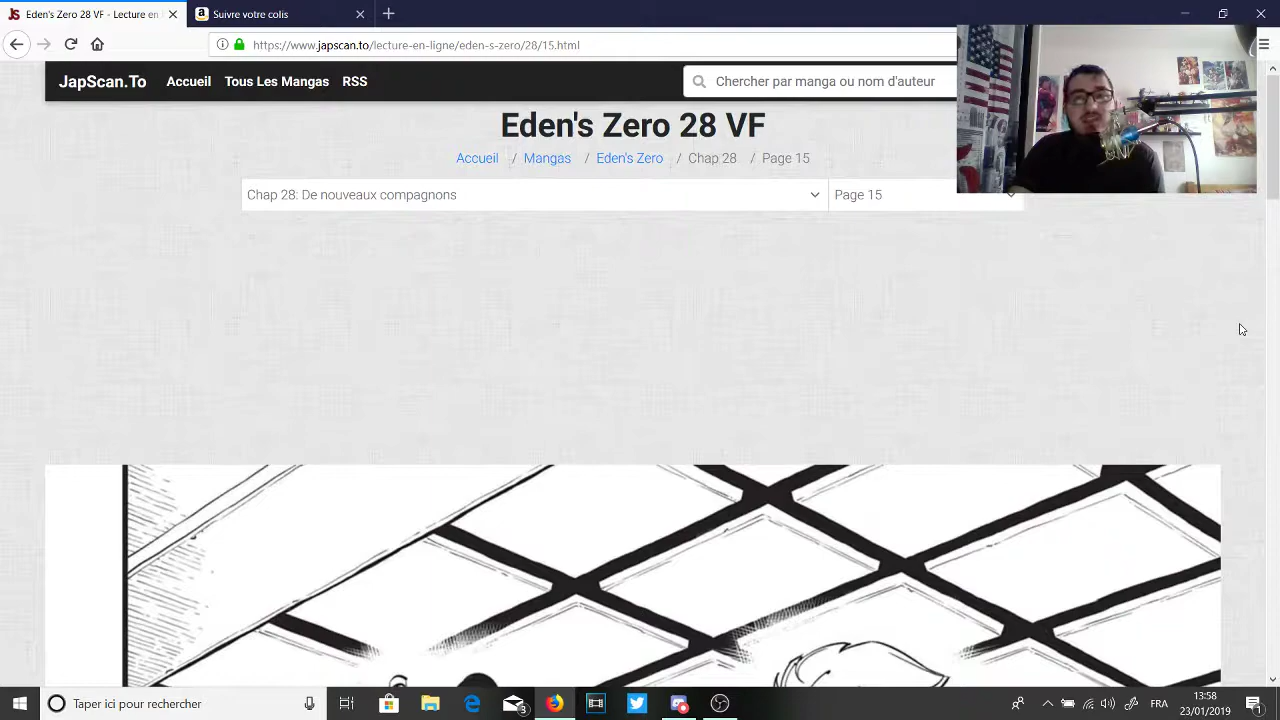 Eden's Zero 28 VF - Lecture en
Suivre votre colis
https://www.japscan.to/lecture-en-ligne/eden-s-zero/28/15.html
JapScan.To Accueil Tous Les Mangas RSS Chercher par manga ou nom d'auteur
Eden's Zero 28 VF
Accueil / Mangas / Eden's Zero / Chap 28 / Page 15
Chap 28: De nouveaux compagnons Page 15
Taper ici pour rechercher
3
FRA
13:58
23/01/2019
1